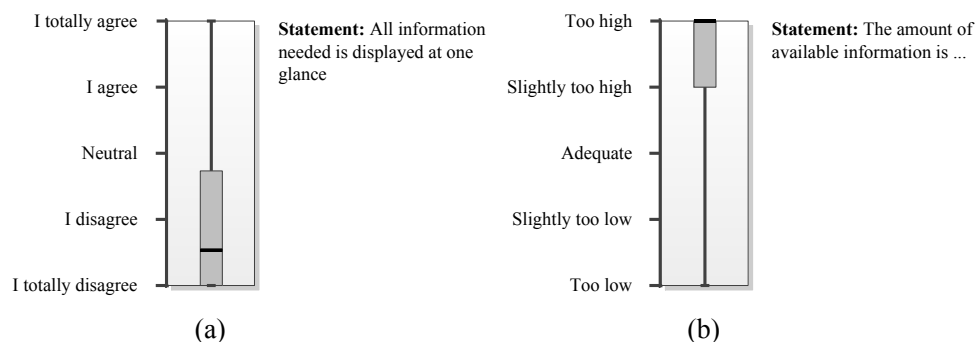 I totally agree
I agree
Neutral
I disagree
I totally disagree
Statement: All information
needed is displayed at one
glance
(a)
Too high
Slightly too high
Adequate
Slightly too low
Too low
Statement: The amount of
available information is ...
(b)